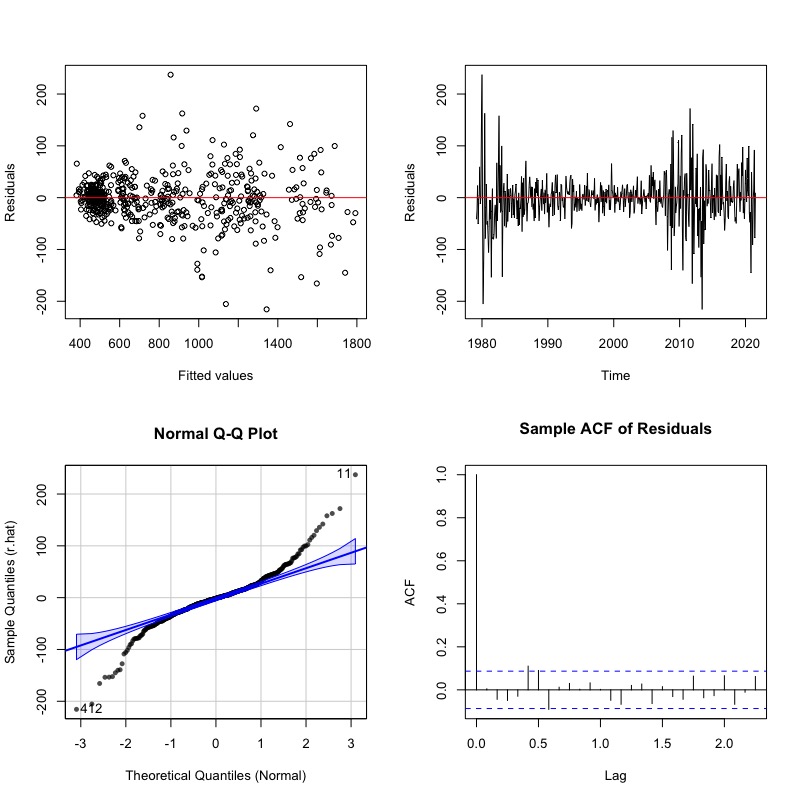 200
100
0
-100
-200
Residuals
400 600 800 1000 1400 1800
Fitted values
200
100
0
-100
-200
Residuals
1980 1990 2000 2010 2020
Time
Normal Q-Q Plot
200
100
0
-100
-200
Sample Quantiles (r.hat)
11
412
-3 -2 -1 0 1 2 3
Theoretical Quantiles (Normal)
Sample ACF of Residuals
1.0
0.8
0.6
0.4
0.2
0.0
ACF
0.0 0.5 1.0 1.5 2.0
Lag